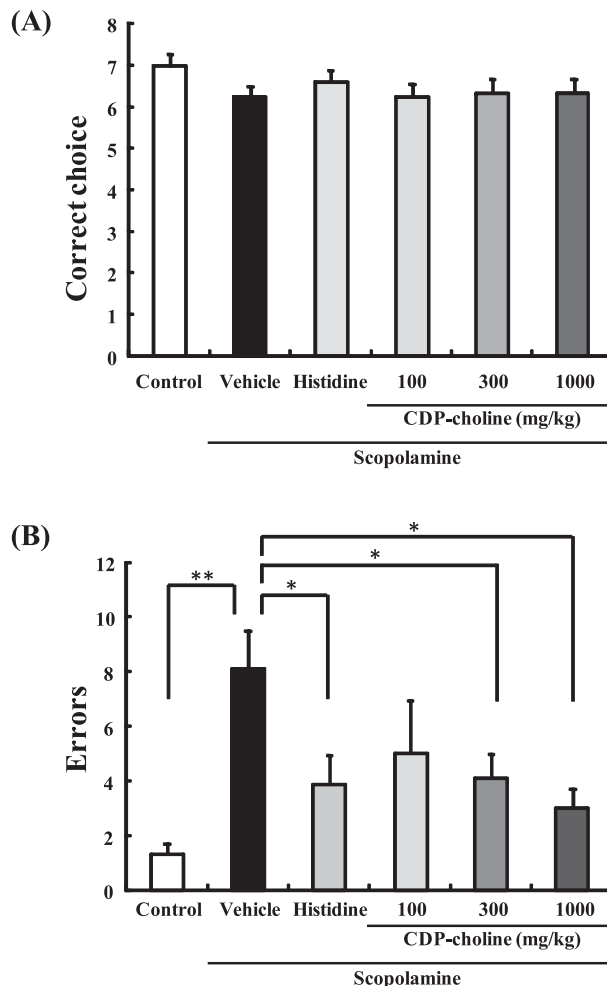 (A)
8
7
6
5
4
3
2
1
0
Correct choice
Control Vehicle Histidine 100 300 1000
CDP-choline (mg/kg)
Scopolamine
(B)
12
10
8
6
4
2
0
Errors
** * * *
Control Vehicle Histidine 100 300 1000
CDP-choline (mg/kg)
Scopolamine